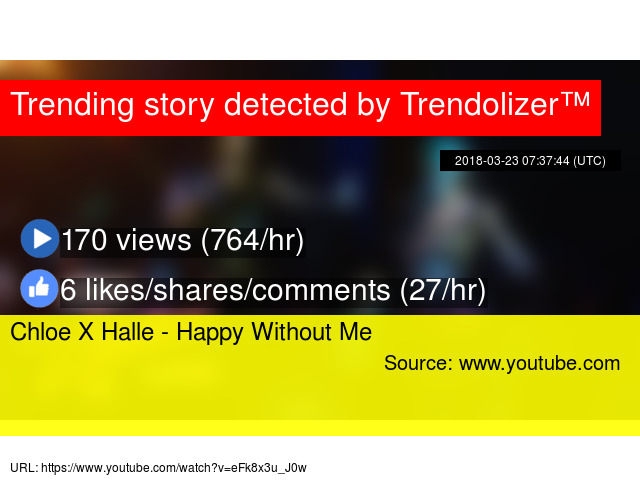 Trending story detected by Trendolizer™
2018-03-23 07:37:44 (UTC)
170 views (764/hr)
6 likes/shares/comments (27/hr)
Chloe X Halle - Happy Without Me
Source: www.youtube.com
URL: https://www.youtube.com/watch?v=eFk8x3u_J0w